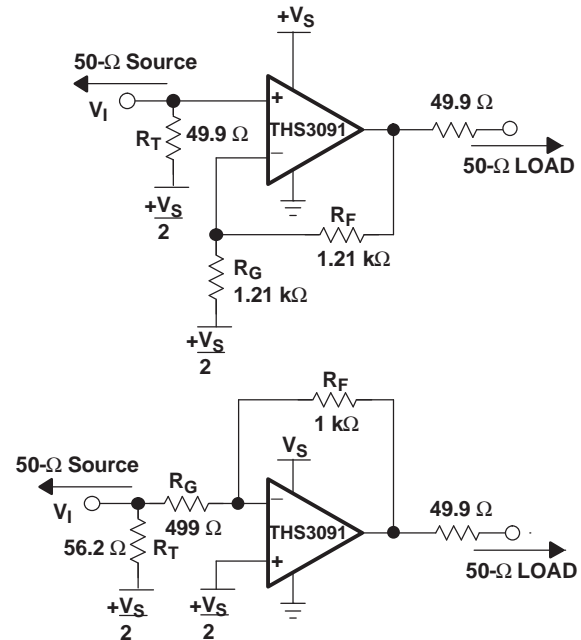 +VS
50-Ω Source
VI
+
THS3091
−
RT 49.9 Ω
49.9 Ω
50-Ω LOAD
+VS
2
RF
1.21 kΩ
RG
1.21 kΩ
+VS
2
RF
1 kΩ
VS
50-Ω Source
RG
VI
499 Ω
−
THS3091
+
49.9 Ω
56.2 Ω RT
50-Ω LOAD
+VS
2
+VS
2